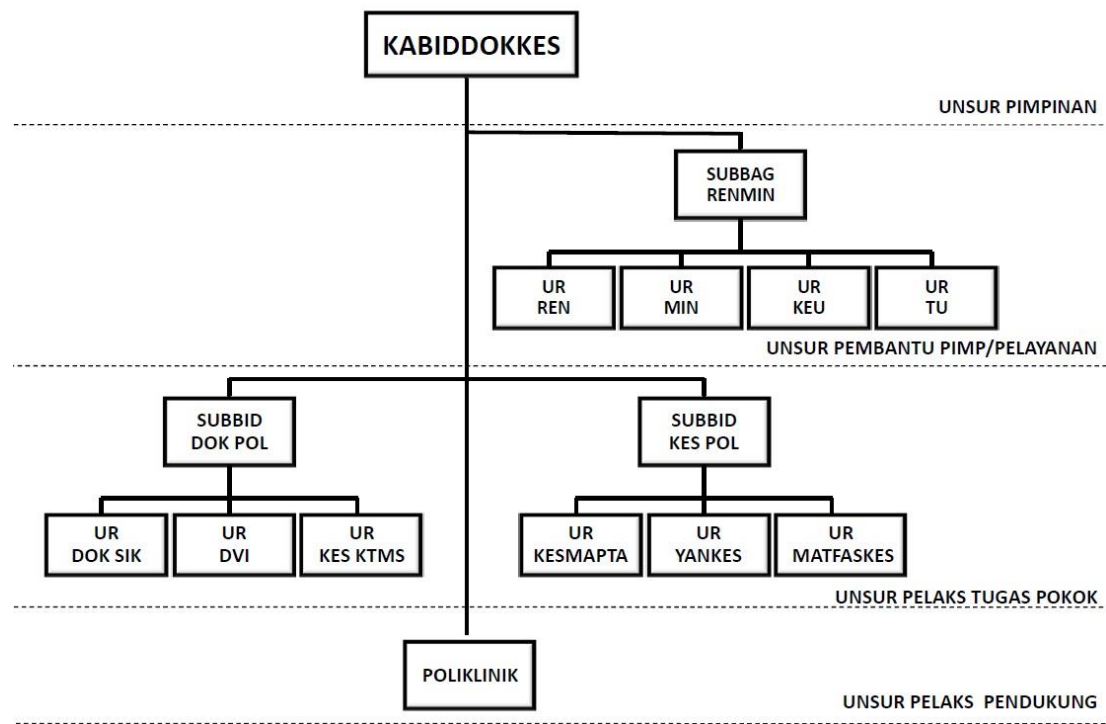 KABIDDOKKES
UNSUR PIMPINAN
SUBBAG
RENMIN
UR
REN
UR
MIN
UR
KEU
UR
TU
UNSUR PEMBANTU PIMP/PELAYANAN
SUBBID
DOK POL
SUBBID
KES POL
UR
DOK SIK
UR
DVI
UR
KES KTMS
UR
KESMAPTA
UR
YANKES
UR
MATFASKES
UNSUR PELAKS TUGAS POKOK
POLIKLINIK
UNSUR PELAKS PENDUKUNG